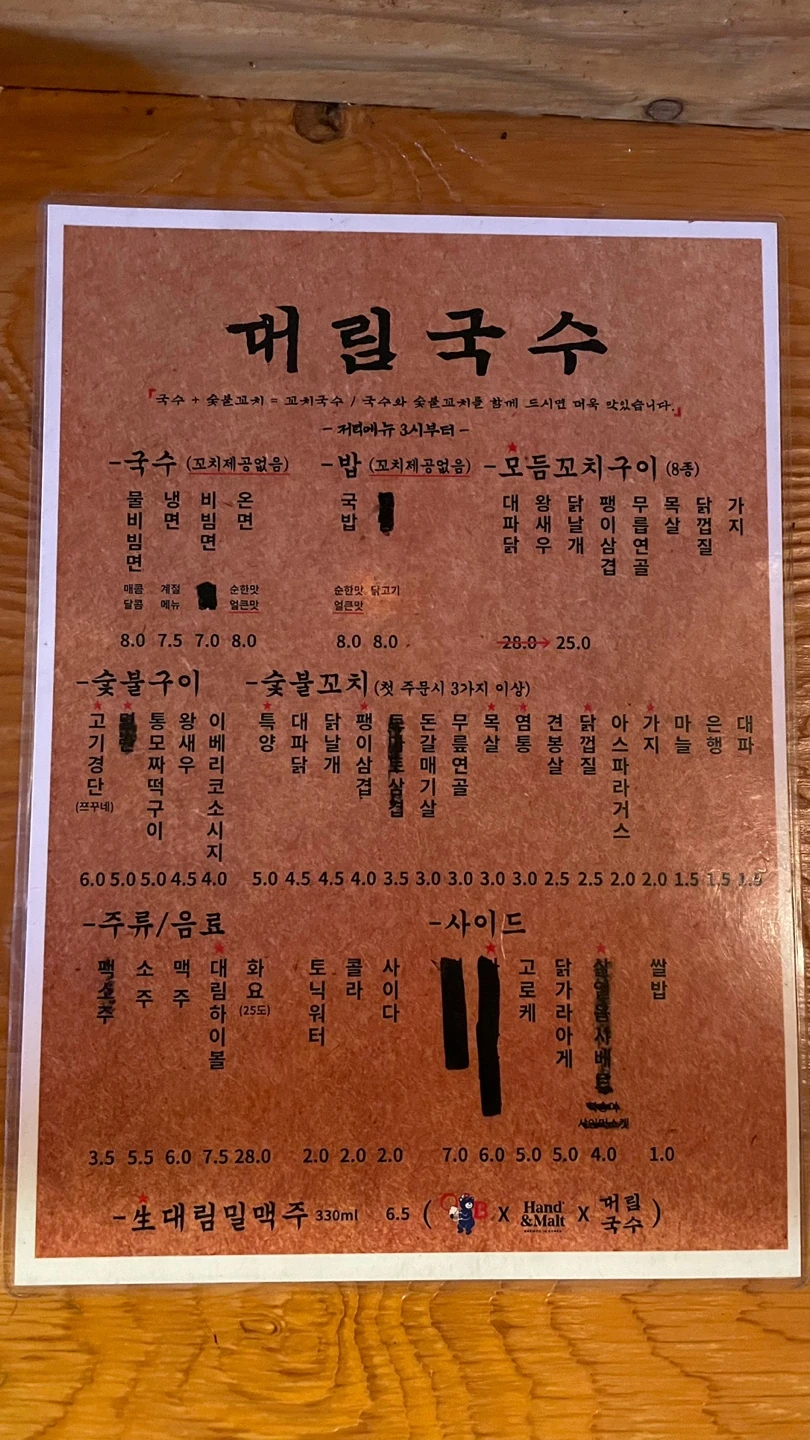 대림국수
「국수 + 숯불꼬치 = 꼬치국수 / 국수와 숯불꼬치를 함께 드시면 더욱 맛있습니다.」
- 저녁메뉴 3시부터 -
-국수 (꼬치제공없음)
물비빔면 냉면 비빔면 온면
매콤달콤 계절메뉴 순한맛 얼큰맛
8.0 7.5 7.0 8.0
-밥 (꼬치제공없음)
국밥
순한맛 얼큰맛 닭고기
8.0 8.0
-모듬꼬치구이 (8종)
대파닭 왕새우 닭날개 팽이삼겹 무릅연골 목살 닭껍질 가지
28.0→ 25.0
-숯불구이
고기경단 (쯔꾸네) 통모짜떡구이 왕새우 이베리코소시지
6.0 5.0 5.0 4.5 4.0
-숯불꼬치 (첫 주문시 3가지 이상)
특양 대파닭 닭날개 팽이삼겹 돈갈매기살 무릎연골 목살 염통 견봉살 닭껍질 아스파라거스 가지 마늘 은행 대파
5.0 4.5 4.5 4.0 3.5 3.0 3.0 3.0 3.0 2.5 2.5 2.0 2.0 1.5 1.5 1.5
-주류/음료
팩소주 소주 맥주 대림하이볼 화요 (25도) 토닉워터 콜라 사이다
3.5 5.5 6.0 7.5 28.0 2.0 2.0 2.0
-사이드
고로케 닭가라아게 쌀밥
7.0 6.0 5.0 5.0 4.0 1.0
-生대림밀맥주 330ml 6.5 ( B X Hand &Malt X 대림국수 )